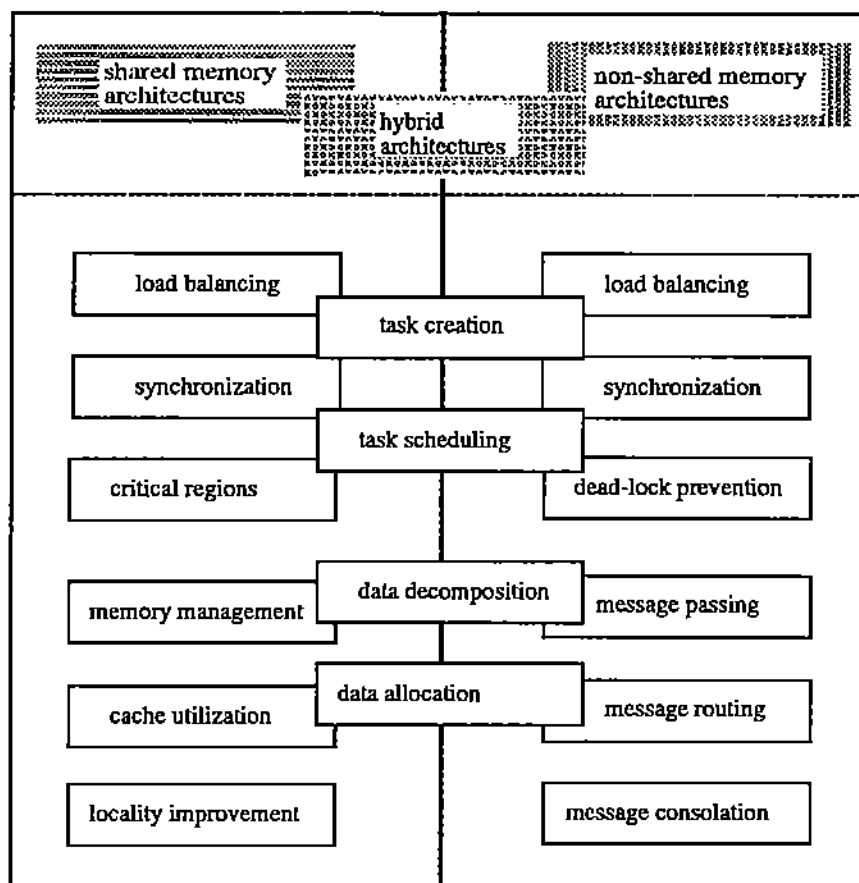 shared memory
architectures
non-shared memory
architectures
hybrid
architectures
load balancing
load balancing
task creation
synchronization
synchronization
task scheduling
critical regions
dead-lock prevention
data decomposition
memory management
message passing
data allocation
cache utilization
message routing
locality improvement
message consolation